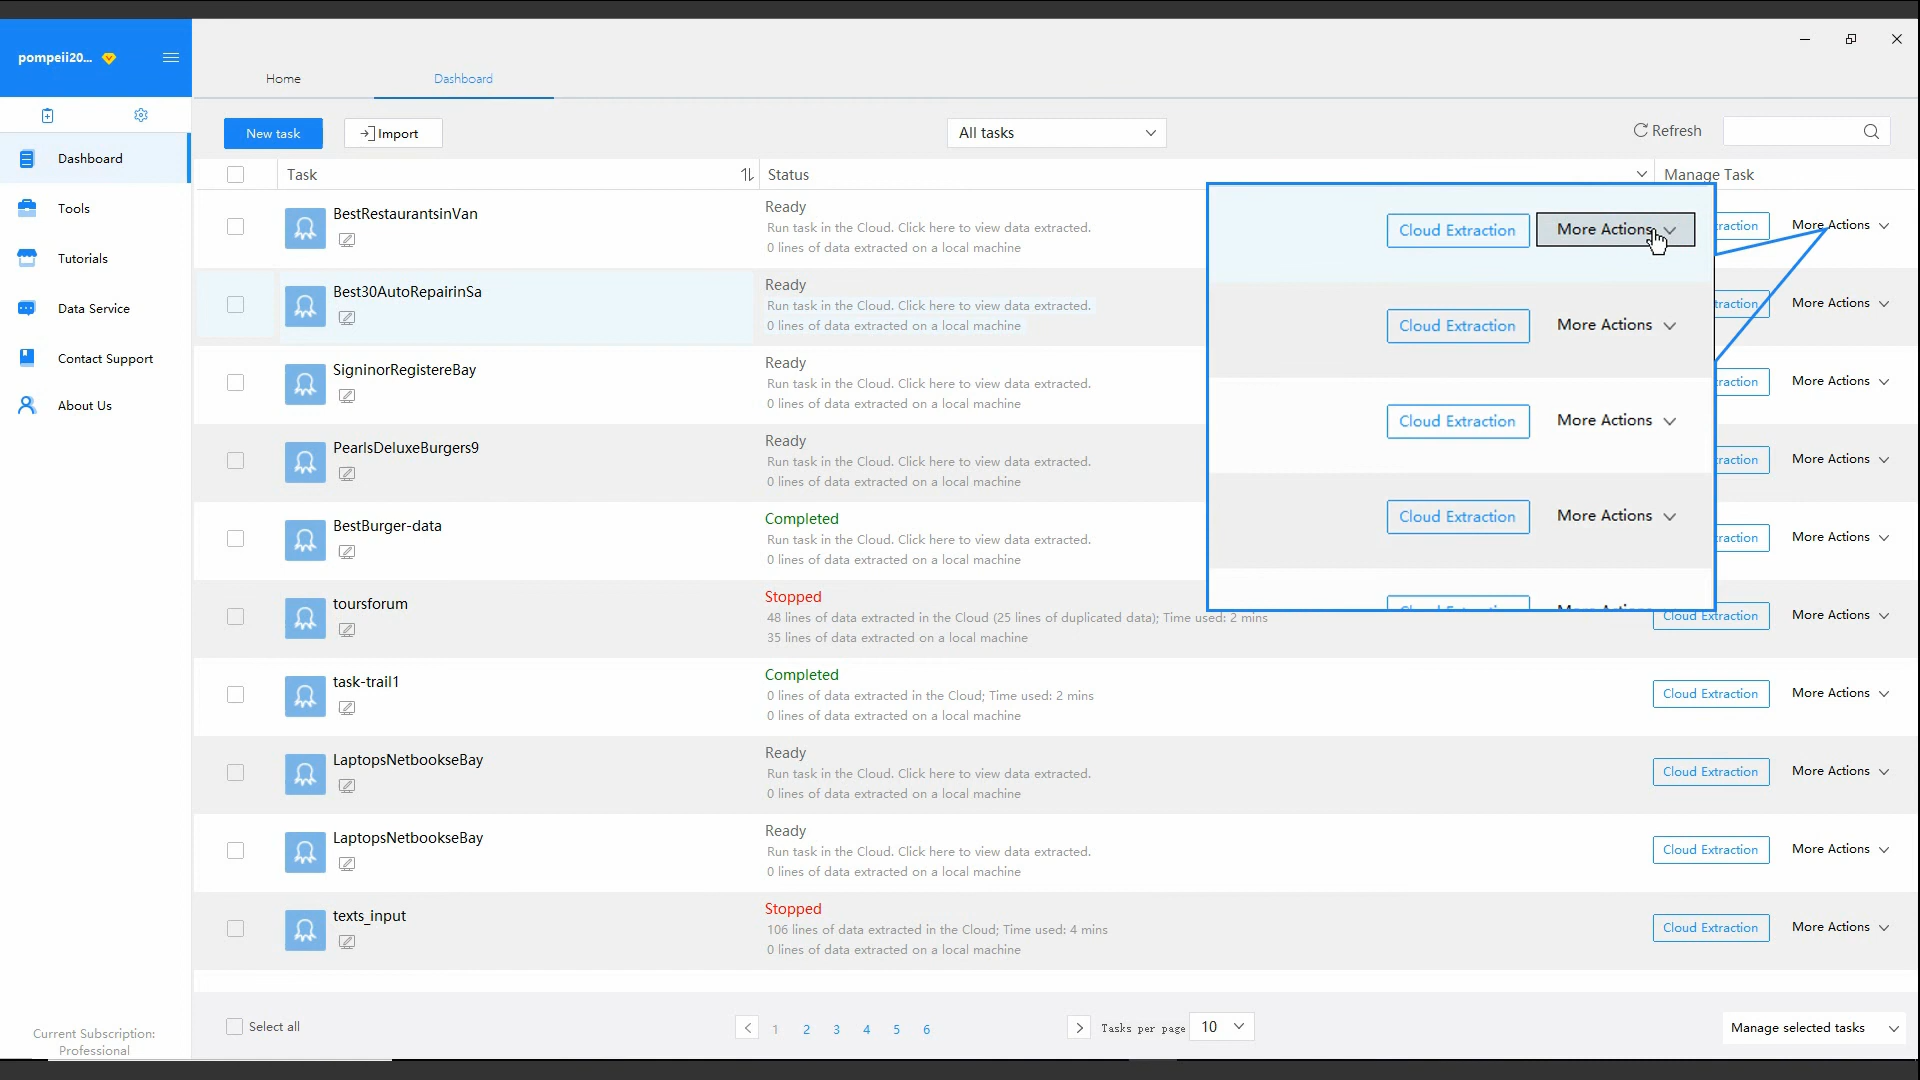 pompeii20...
Home
Dashboard
New task
Import
All tasks
Refresh
Dashboard
Tools
Tutorials
Data Service
Contact Support
About Us
Current Subscription:
Professional
Task
Status
Manage Task
BestRestaurantsinVan
Ready
Run task in the Cloud. Click here to view data extracted.
0 lines of data extracted on a local machine
raction
More Actions
Best30AutoRepairinSa
Ready
Run task in the Cloud. Click here to view data extracted.
0 lines of data extracted on a local machine
traction
More Actions
SigninorRegistereBay
Ready
Run task in the Cloud. Click here to view data extracted.
0 lines of data extracted on a local machine
raction
More Actions
PearlsDeluxeBurgers9
Ready
Run task in the Cloud. Click here to view data extracted.
0 lines of data extracted on a local machine
raction
More Actions
BestBurger-data
Completed
Run task in the Cloud. Click here to view data extracted.
0 lines of data extracted on a local machine
raction
More Actions
Cloud Extraction
More Actions
Cloud Extraction
More Actions
Cloud Extraction
More Actions
Cloud Extraction
More Actions
Cloud Extraction
More Actions
toursforum
Stopped
48 lines of data extracted in the Cloud (25 lines of duplicated data); Time used: 2 mins
35 lines of data extracted on a local machine
Cloud Extraction
More Actions
task-trail1
Completed
0 lines of data extracted in the Cloud; Time used: 2 mins
0 lines of data extracted on a local machine
Cloud Extraction
More Actions
LaptopsNetbookseBay
Ready
Run task in the Cloud. Click here to view data extracted.
0 lines of data extracted on a local machine
Cloud Extraction
More Actions
LaptopsNetbookseBay
Ready
Run task in the Cloud. Click here to view data extracted.
0 lines of data extracted on a local machine
Cloud Extraction
More Actions
texts_input
Stopped
106 lines of data extracted in the Cloud; Time used: 4 mins
0 lines of data extracted on a local machine
Cloud Extraction
More Actions
Select all
1 2 3 4 5 6
Tasks per page
10
Manage selected tasks